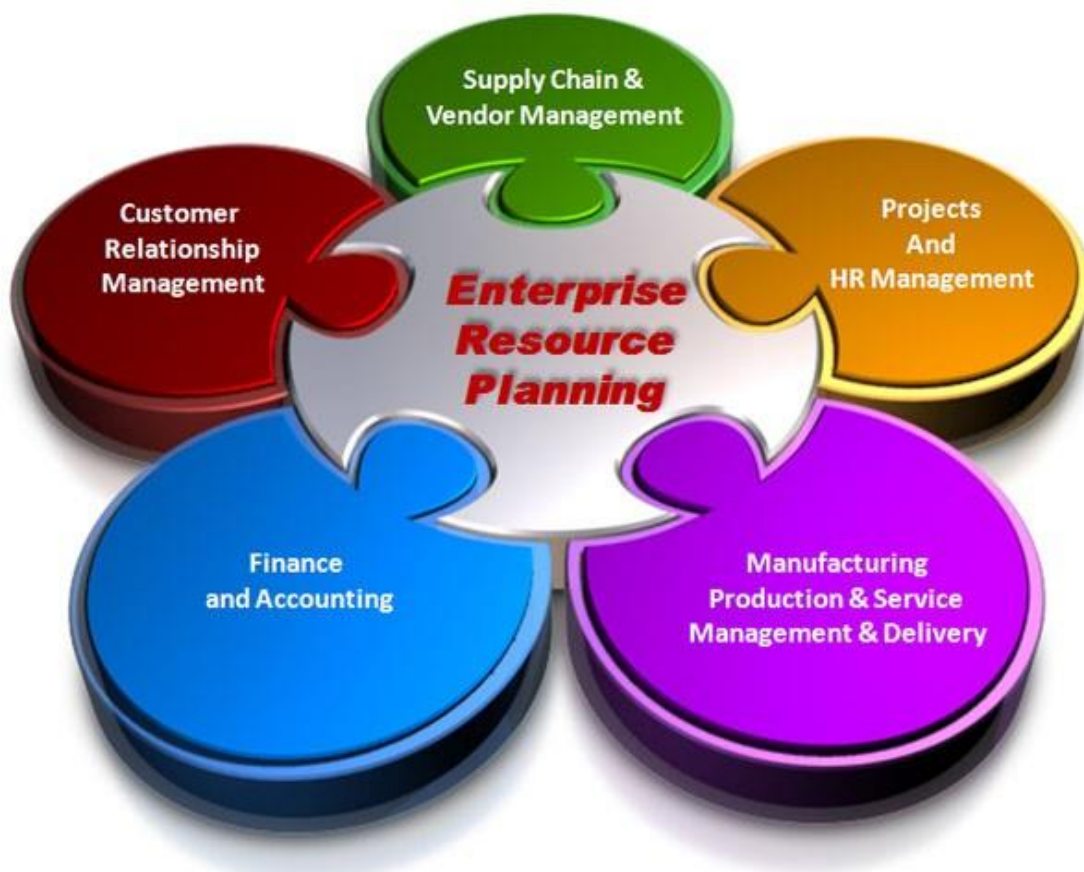 Supply Chain &
Vendor Management
Customer
Relationship
Management
Projects
And
HR Management
Enterprise
Resource
Planning
Finance
and Accounting
Manufacturing
Production & Service
Management & Delivery